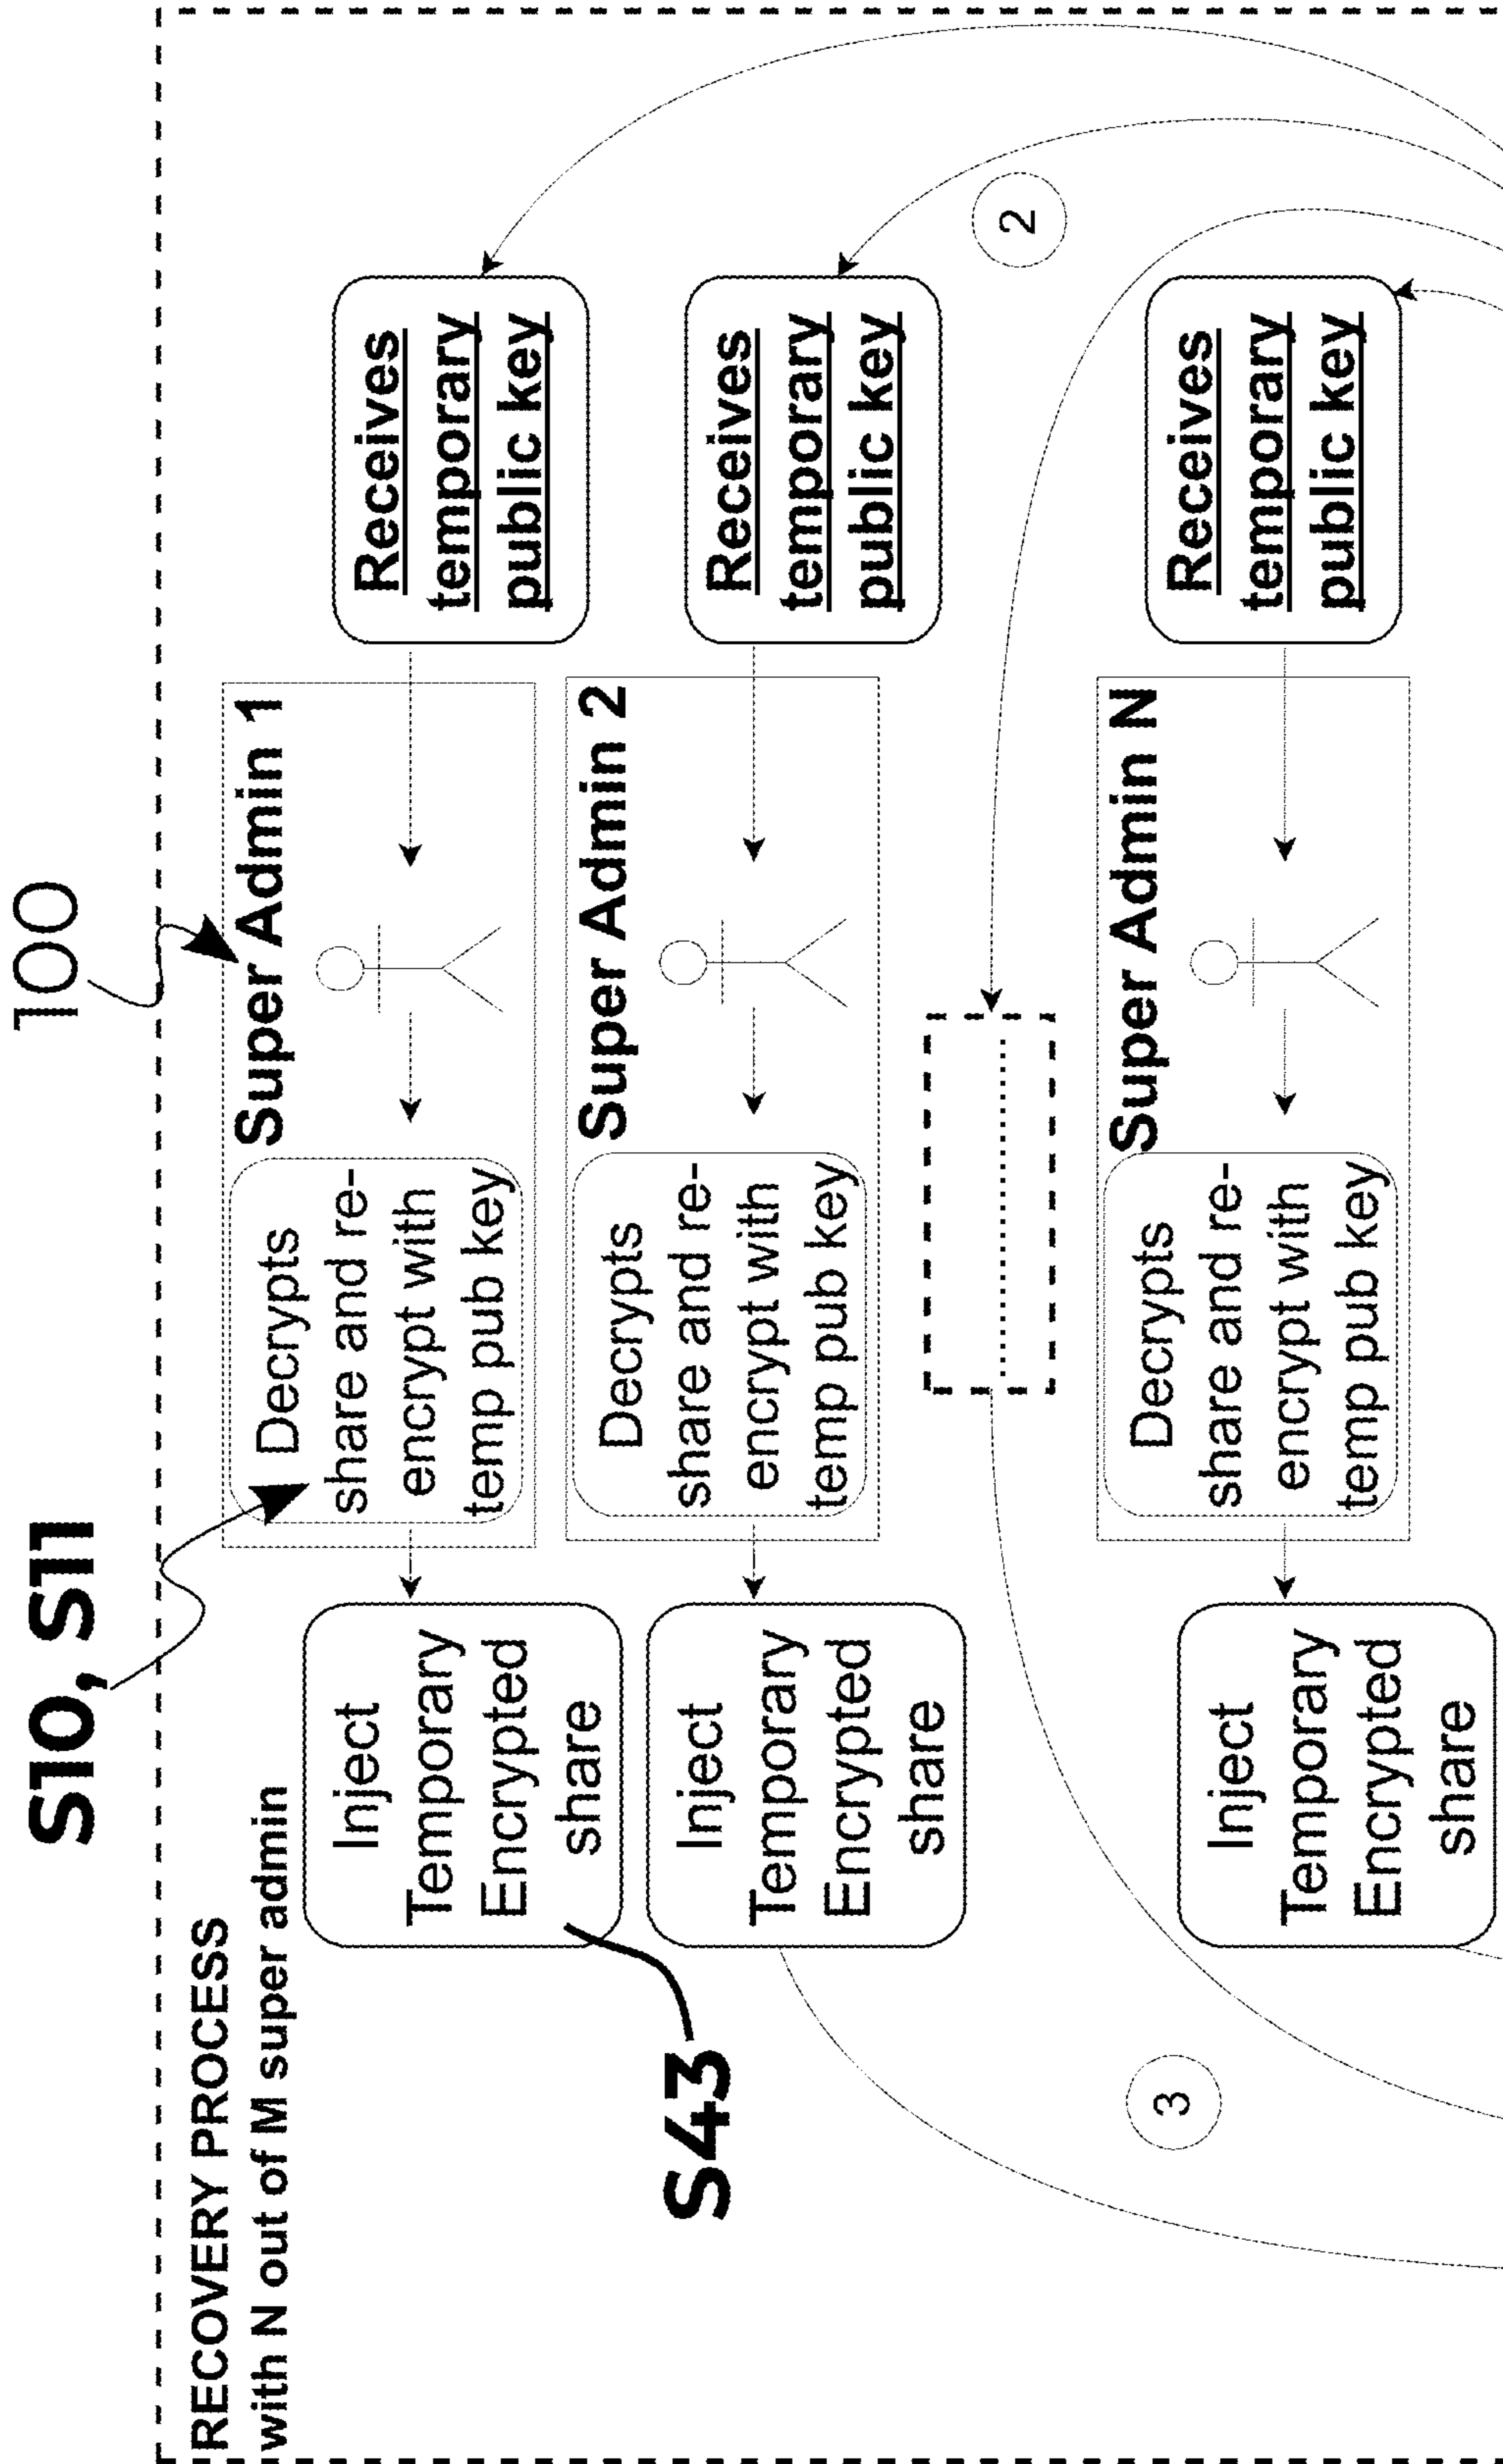 S10, S11
100
RECOVERY PROCESS
with N out of M super admin
Super Admin 1
Inject
Temporary
Encrypted
share
Decrypts
share and re-
encrypt with
temp pub key
Receives
temporary
public key
S43
Super Admin 2
Inject
Temporary
Encrypted
share
Decrypts
share and re-
encrypt with
temp pub key
Receives
temporary
public key
2
3
Super Admin N
Inject
Temporary
Encrypted
share
Decrypts
share and re-
encrypt with
temp pub key
Receives
temporary
public key